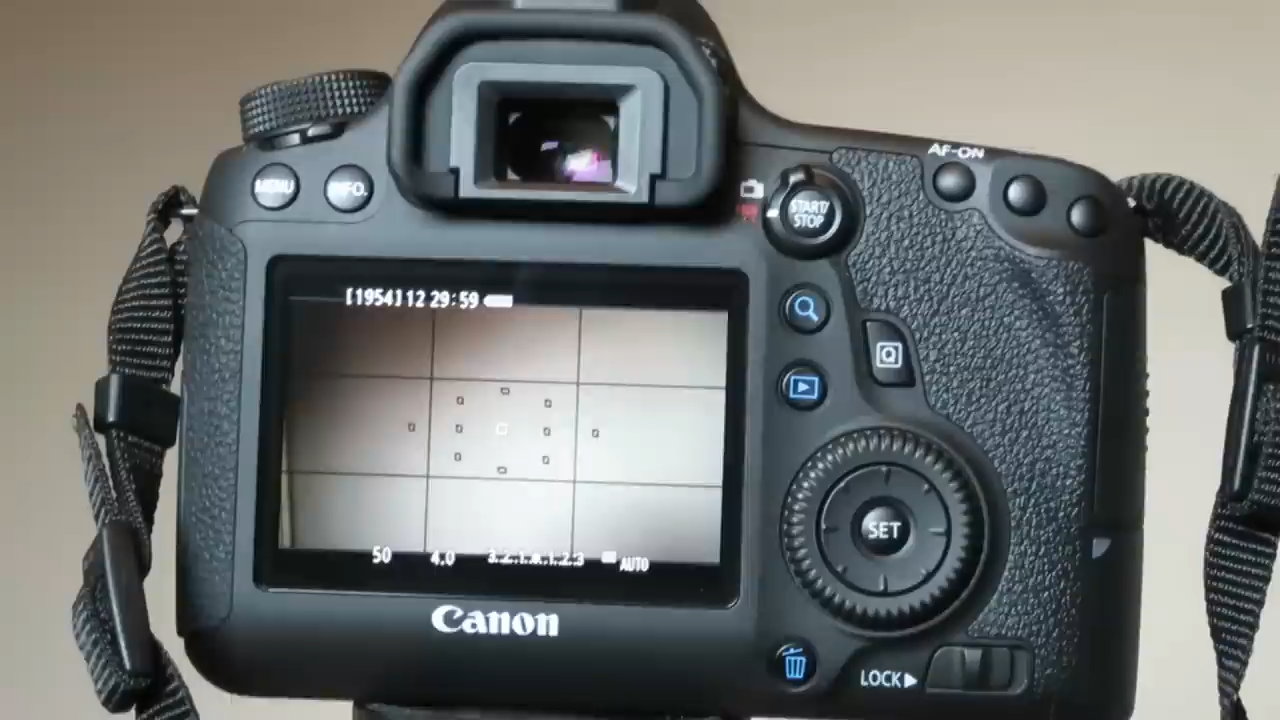 AF-ON
MENU
INFO.
START/
STOP
[1954] 12 29:59
Q
50 4.0 3..2..1..0..1..2..3 AUTO
SET
Canon
LOCK▶